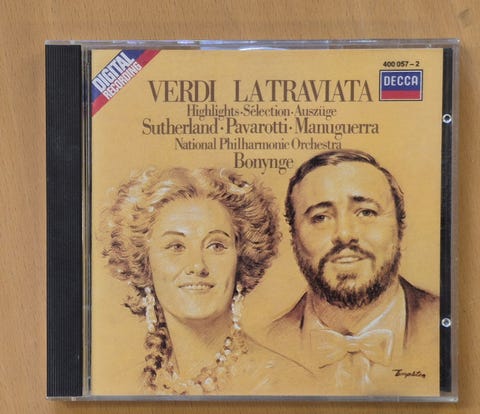 DIGITAL
RECORDING
400 057-2
DECCA
VERDI LA TRAVIATA
Highlights·Sélection·Auszüge
Sutherland·Pavarotti·Manuguerra
National Philharmonic Orchestra
Bonynge
Templeton